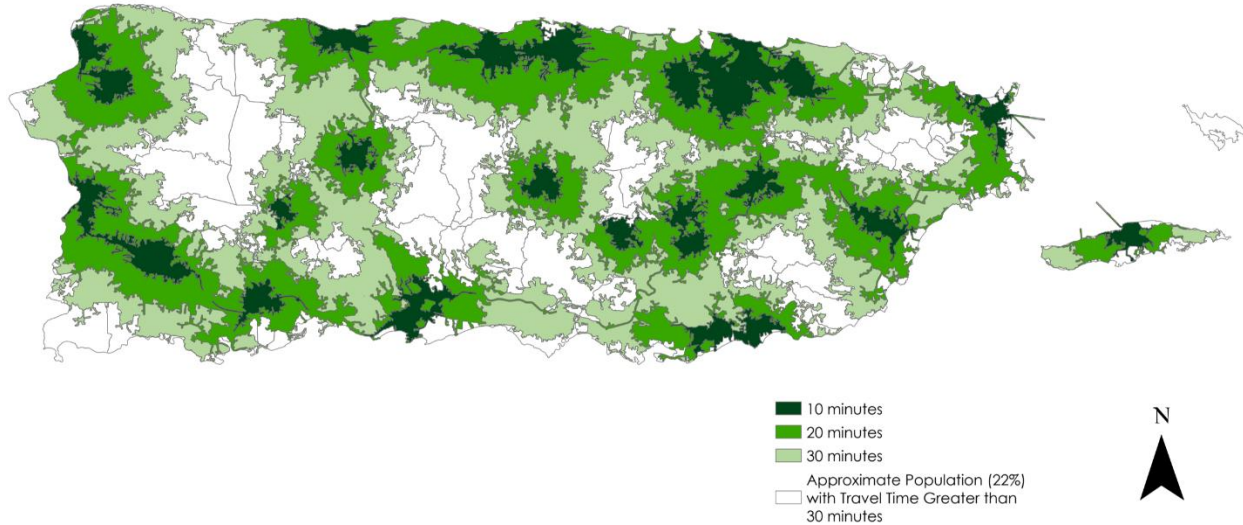 10 minutes
20 minutes
30 minutes
Approximate Population (22%)
with Travel Time Greater than
30 minutes
N